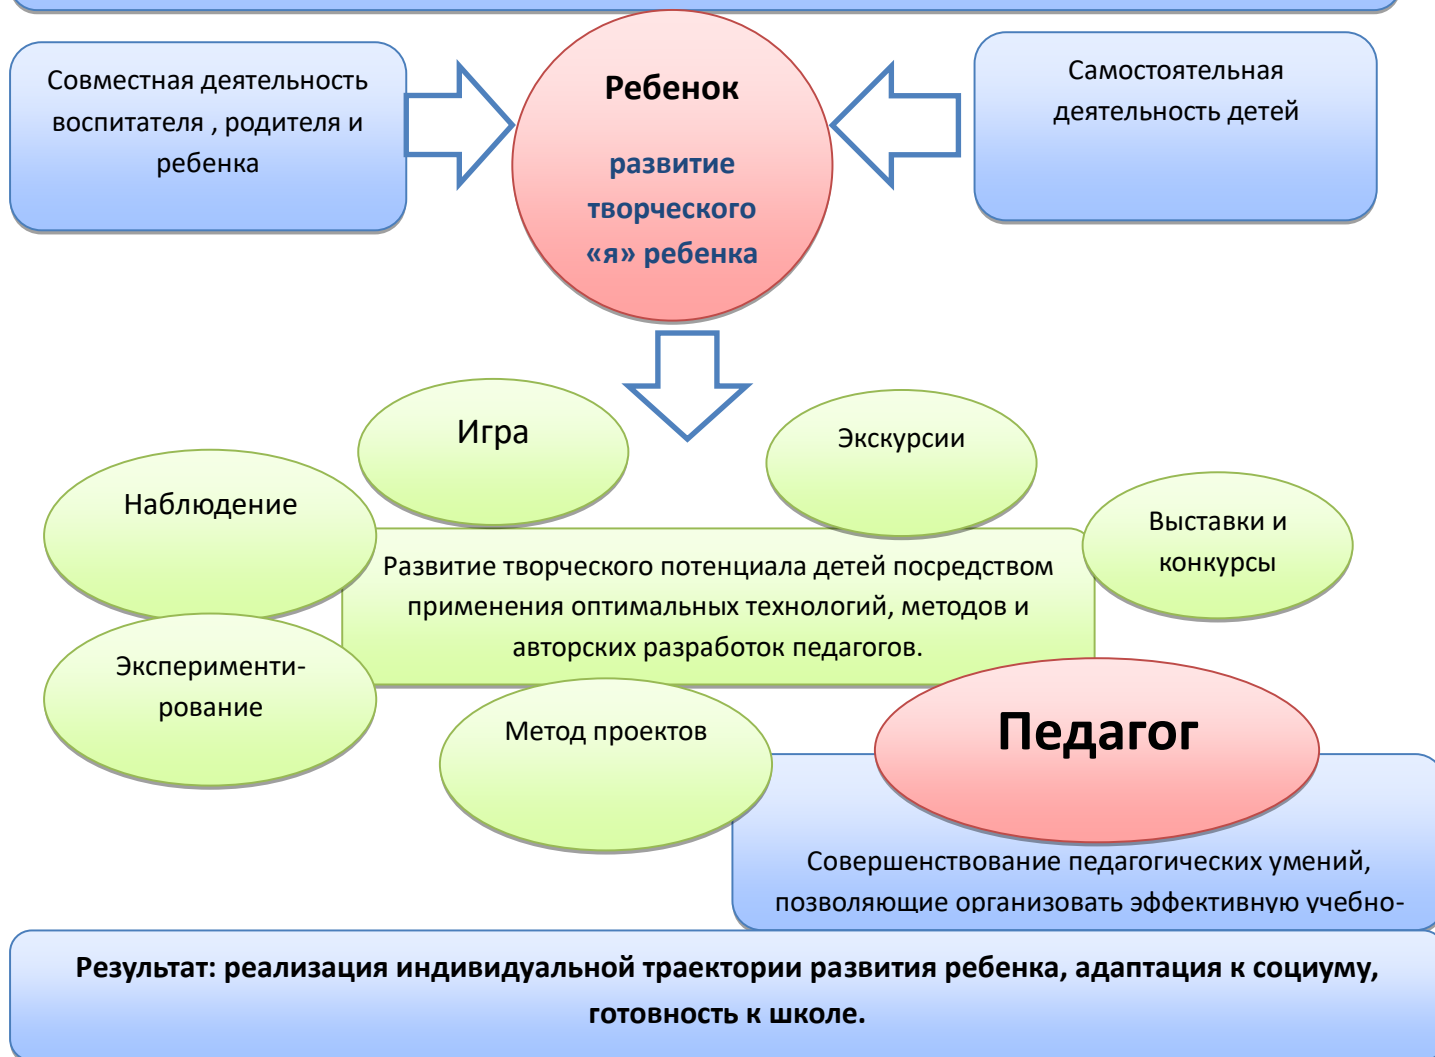 Совместная деятельность
воспитателя , родителя и
ребенка
Ребенок
развитие
творческого
«я» ребенка
Самостоятельная
деятельность детей
Игра
Экскурсии
Наблюдение
Выставки и
конкурсы
Развитие творческого потенциала детей посредством
применения оптимальных технологий, методов и
авторских разработок педагогов.
Эксперименти-
рование
Метод проектов
Педагог
Совершенствование педагогических умений,
позволяющие организовать эффективную учебно-
Результат: реализация индивидуальной траектории развития ребенка, адаптация к социуму,
готовность к школе.